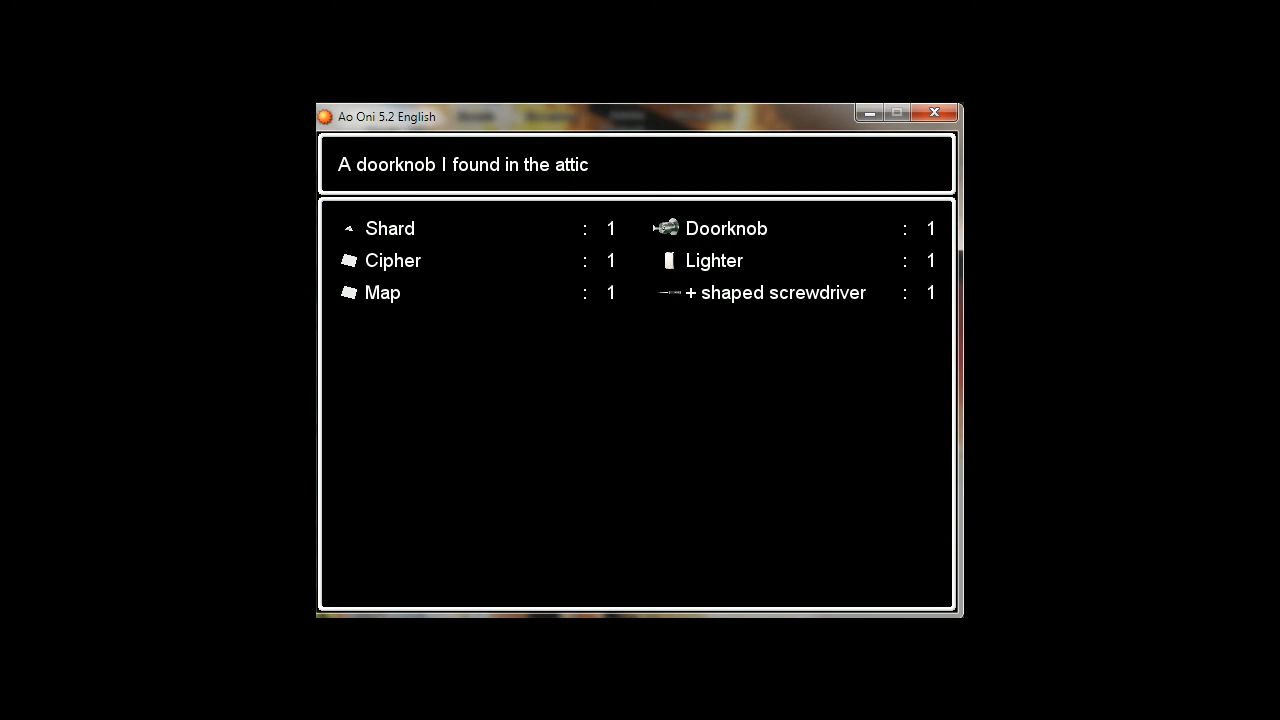 Ao Oni 5.2 English
A doorknob I found in the attic
Shard : 1 Doorknob : 1
Cipher : 1 Lighter : 1
Map : 1 + shaped screwdriver : 1